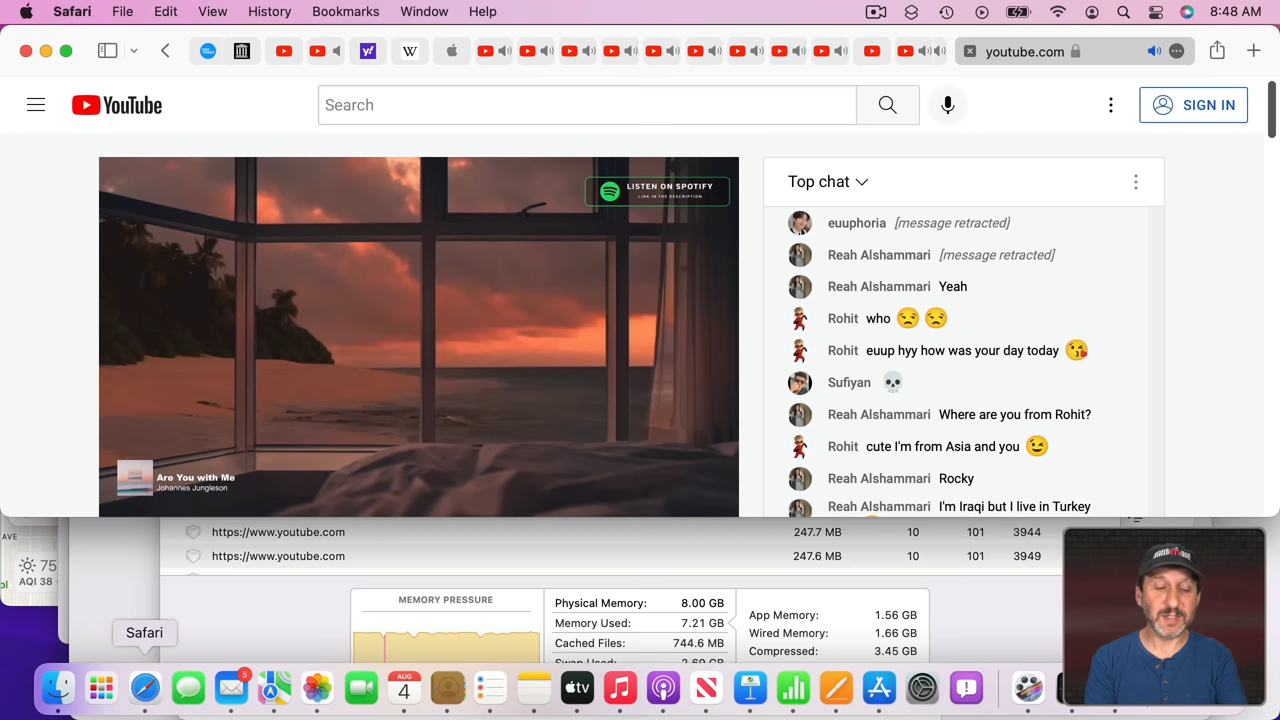 Safari File Edit View History Bookmarks Window Help 8:48 AM
youtube.com
YouTube
Search
SIGN IN
LISTEN ON SPOTIFY
LINK IN THE DESCRIPTION
Top chat
euuphoria [message retracted]
Reah Alshammari [message retracted]
Reah Alshammari Yeah
Rohit who 😒 😒
Rohit euup hyy how was your day today 😘
Sufiyan 💀
Reah Alshammari Where are you from Rohit?
Rohit cute I'm from Asia and you 😉
Reah Alshammari Rocky
Reah Alshammari I'm Iraqi but I live in Turkey
Are You with Me
Johannes Jungleson
AVE
75
AQI 38
https://www.youtube.com 247.7 MB 10 101 3944
https://www.youtube.com 247.6 MB 10 101 3949
MEMORY PRESSURE
Physical Memory: 8.00 GB
Memory Used: 7.21 GB
Cached Files: 744.6 MB
App Memory: 1.56 GB
Wired Memory: 1.66 GB
Compressed: 3.45 GB
Safari
5
AUG
4
tv